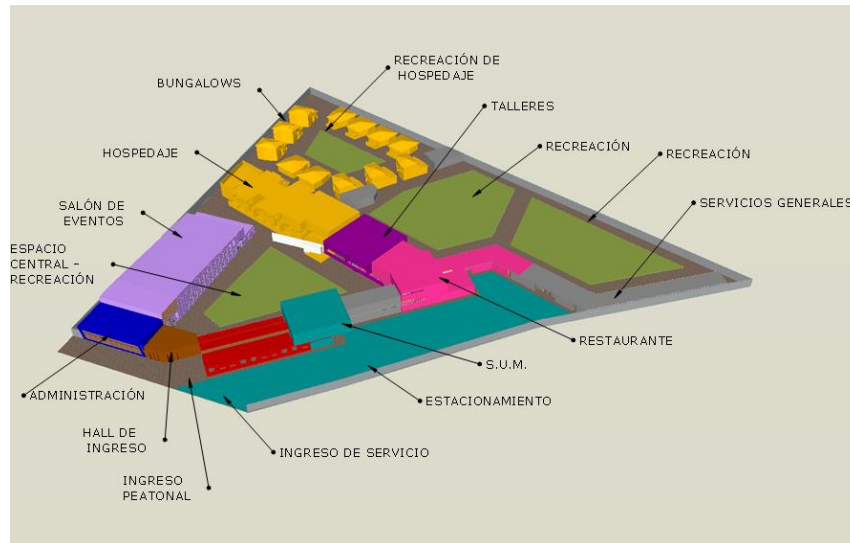 RECREACIÓN DE
HOSPEDAJE
BUNGALOWS
TALLERES
HOSPEDAJE
RECREACIÓN
RECREACIÓN
SALÓN DE
EVENTOS
SERVICIOS GENERALES
ESPACIO
CENTRAL -
RECREACIÓN
RESTAURANTE
S.U.M.
ADMINISTRACIÓN
ESTACIONAMIENTO
HALL DE
INGRESO
INGRESO DE SERVICIO
INGRESO
PEATONAL